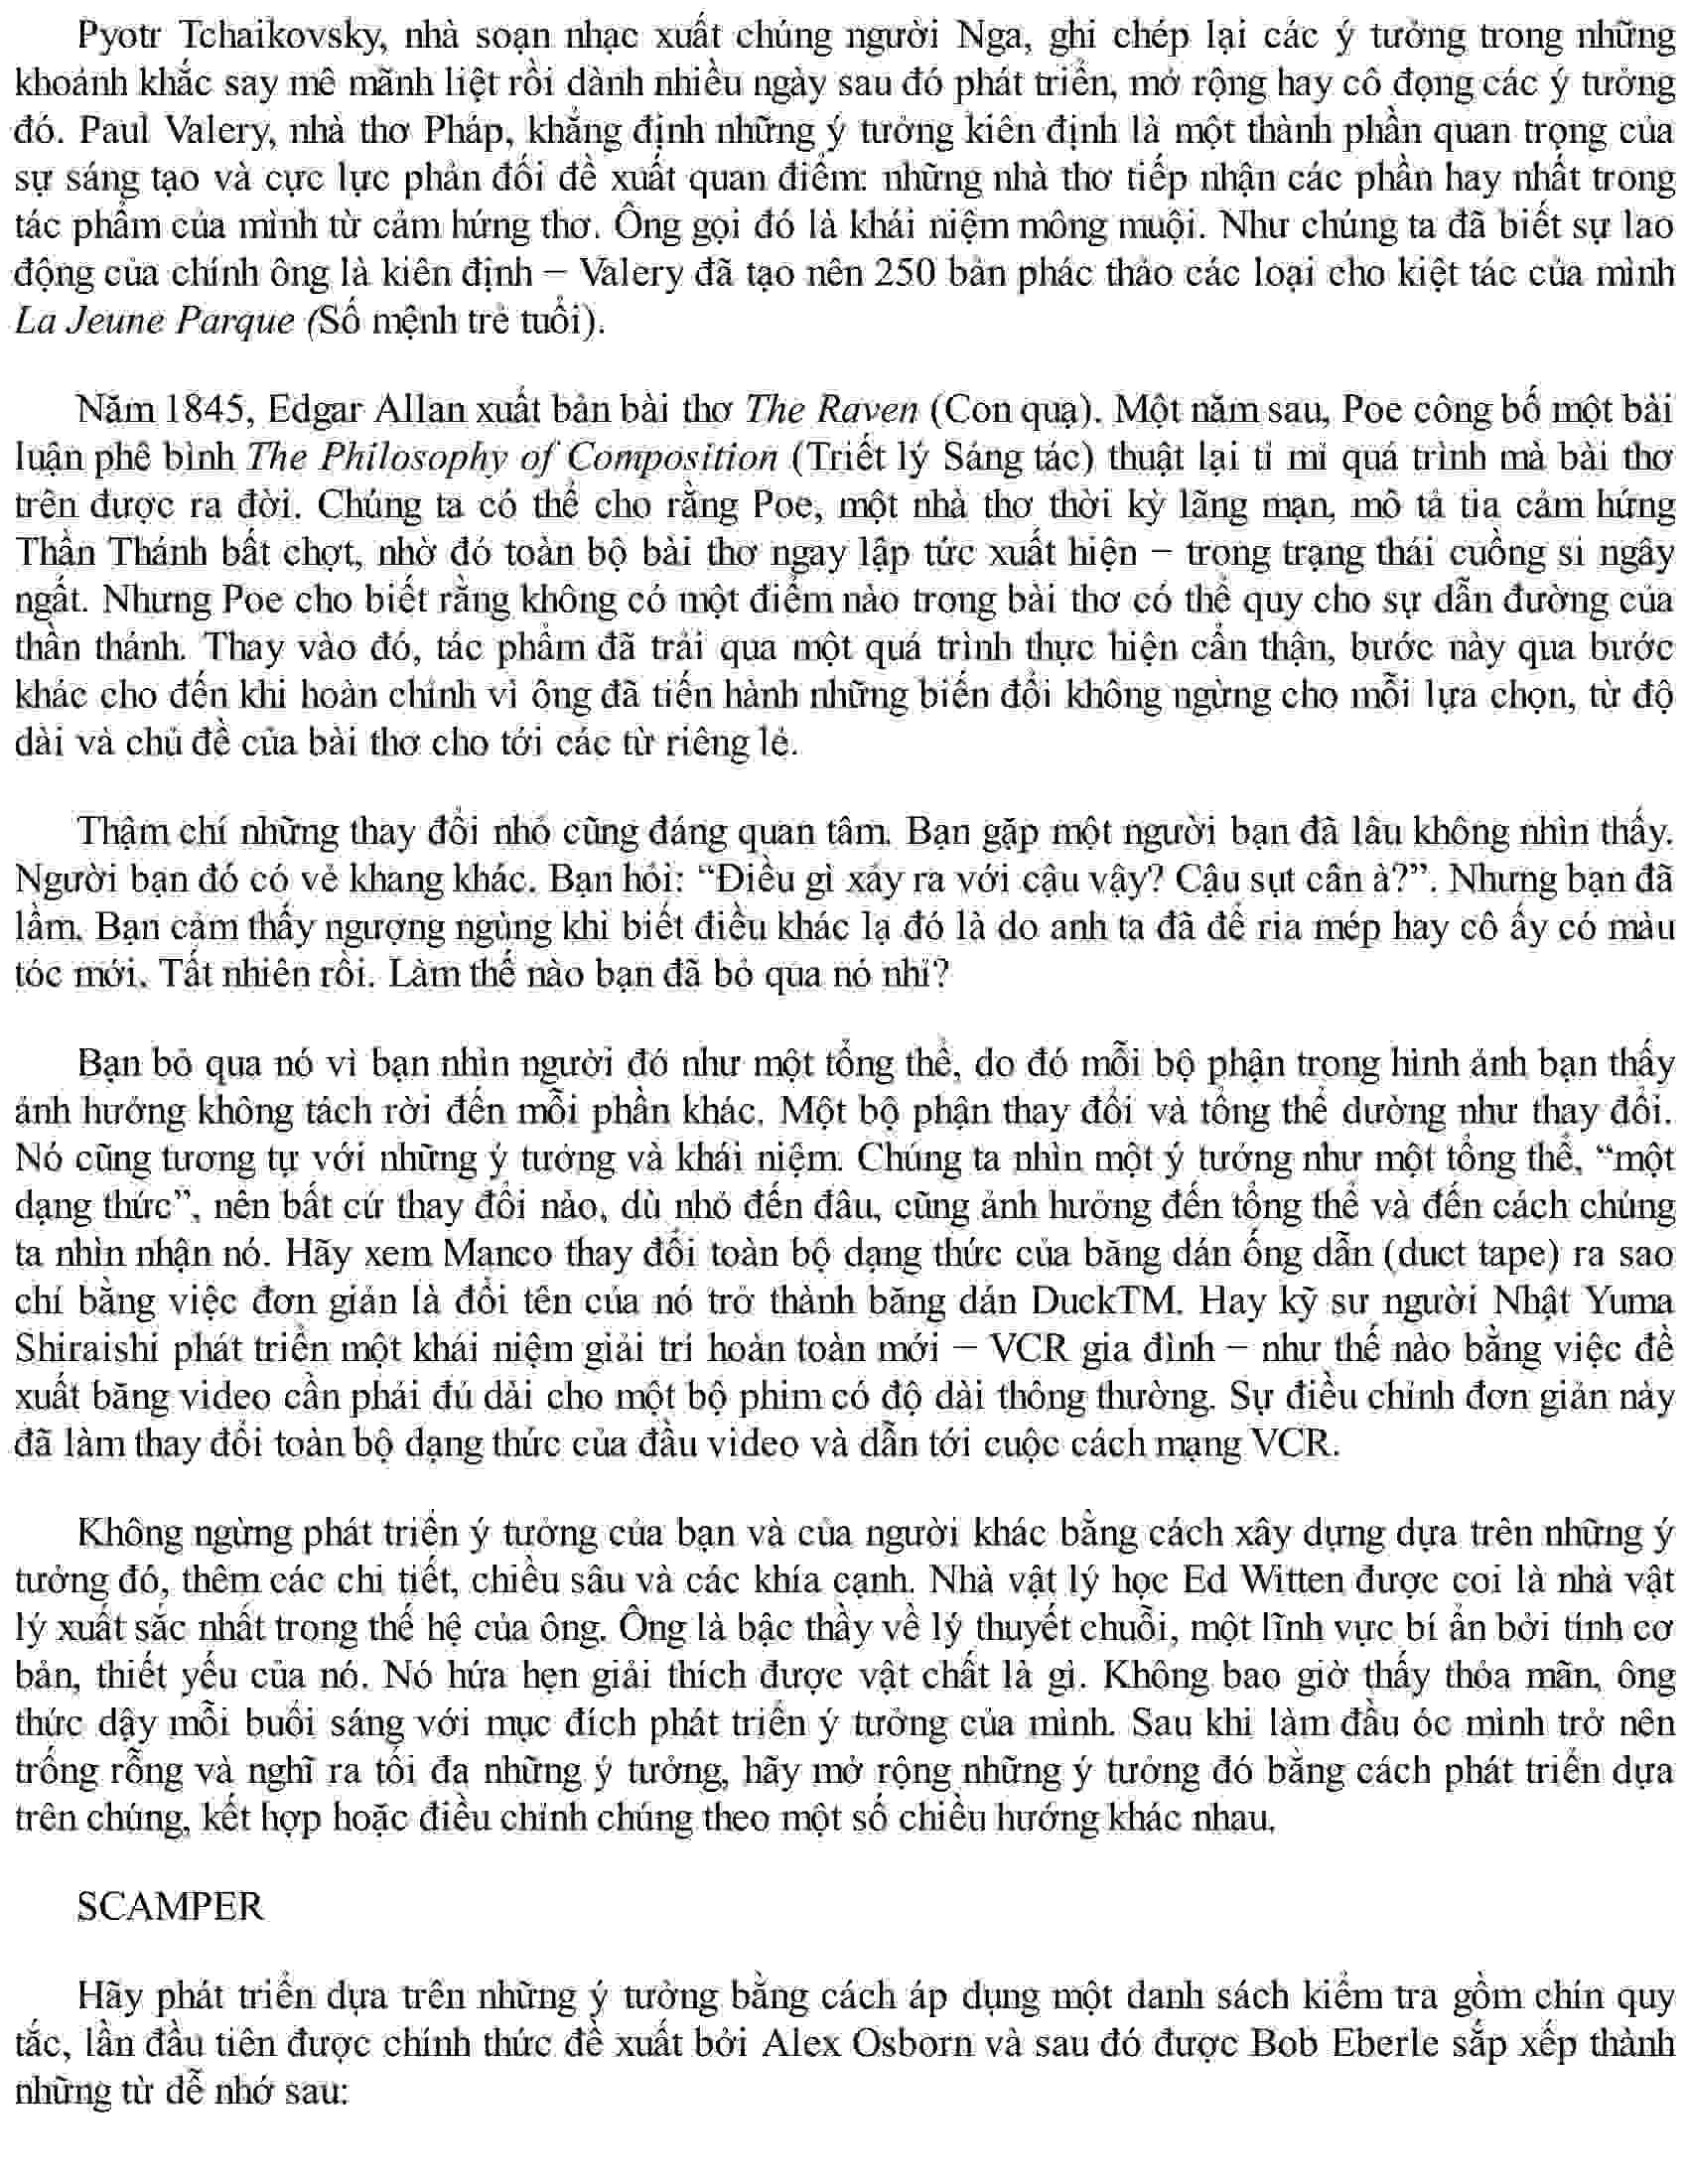 Pyotr Tchaikovsky, nhà soạn nhạc xuất chúng người Nga, ghi chép lại các ý tưởng trong những
khoảnh khắc say mê mãnh liệt rồi dành nhiều ngày sau đó phát triển, mở rộng hay cô đọng các ý tưởng
đó. Paul Valery, nhà thơ Pháp, khẳng định những ý tưởng kiên định là một thành phần quan trọng của
sự sáng tạo và cực lực phản đối đề xuất quan điểm: những nhà thơ tiếp nhận các phần hay nhất trong
tác phẩm của mình từ cảm hứng thơ. Ông gọi đó là khái niệm mông muội. Như chúng ta đã biết sự lao
động của chính ông là kiên định – Valery đã tạo nên 250 bản phác thảo các loại cho kiệt tác của mình
La Jeune Parque (Số mệnh trẻ tuổi).
Năm 1845, Edgar Allan xuất bản bài thơ The Raven (Con quạ). Một năm sau, Poe công bố một bài
luận phê bình The Philosophy of Composition (Triết lý Sáng tác) thuật lại tỉ mỉ quá trình mà bài thơ
trên được ra đời. Chúng ta có thể cho rằng Poe, một nhà thơ thời kỳ lãng mạn, mô tả tia cảm hứng
Thần Thánh bất chợt, nhờ đó toàn bộ bài thơ ngay lập tức xuất hiện – trong trạng thái cuồng si ngây
ngất. Nhưng Poe cho biết rằng không có một điểm nào trong bài thơ có thể quy cho sự dẫn đường của
thần thánh. Thay vào đó, tác phẩm đã trải qua một quá trình thực hiện cẩn thận, bước này qua bước
khác cho đến khi hoàn chỉnh vì ông đã tiến hành những biến đổi không ngừng cho mỗi lựa chọn, từ độ
dài và chủ đề của bài thơ cho tới các từ riêng lẻ.
Thậm chí những thay đổi nhỏ cũng đáng quan tâm. Bạn gặp một người bạn đã lâu không nhìn thấy.
Người bạn đó có vẻ khang khác. Bạn hỏi: “Điều gì xảy ra với cậu vậy? Cậu sụt cân à?”. Nhưng bạn đã
lầm. Bạn cảm thấy ngượng ngùng khi biết điều khác lạ đó là do anh ta đã để ria mép hay cô ấy có màu
tóc mới. Tất nhiên rồi. Làm thế nào bạn đã bỏ qua nó nhỉ?
Bạn bỏ qua nó vì bạn nhìn người đó như một tổng thể, do đó mỗi bộ phận trong hình ảnh bạn thấy
ảnh hưởng không tách rời đến mỗi phần khác. Một bộ phận thay đổi và tổng thể dường như thay đổi.
Nó cũng tương tự với những ý tưởng và khái niệm. Chúng ta nhìn một ý tưởng như một tổng thể, “một
dạng thức”, nên bất cứ thay đổi nào, dù nhỏ đến đâu, cũng ảnh hưởng đến tổng thể và đến cách chúng
ta nhìn nhận nó. Hãy xem Manco thay đổi toàn bộ dạng thức của băng dán ống dẫn (duct tape) ra sao
chỉ bằng việc đơn giản là đổi tên của nó trở thành băng dán DuckTM. Hay kỹ sư người Nhật Yuma
Shiraishi phát triển một khái niệm giải trí hoàn toàn mới – VCR gia đình – như thế nào bằng việc đề
xuất băng video cần phải đủ dài cho một bộ phim có độ dài thông thường. Sự điều chỉnh đơn giản này
đã làm thay đổi toàn bộ dạng thức của đầu video và dẫn tới cuộc cách mạng VCR.
Không ngừng phát triển ý tưởng của bạn và của người khác bằng cách xây dựng dựa trên những ý
tưởng đó, thêm các chi tiết, chiều sâu và các khía cạnh. Nhà vật lý học Ed Witten được coi là nhà vật
lý xuất sắc nhất trong thế hệ của ông. Ông là bậc thầy về lý thuyết chuỗi, một lĩnh vực bí ẩn bởi tính cơ
bản, thiết yếu của nó. Nó hứa hẹn giải thích được vật chất là gì. Không bao giờ thấy thỏa mãn, ông
thức dậy mỗi buổi sáng với mục đích phát triển ý tưởng của mình. Sau khi làm đầu óc mình trở nên
trống rỗng và nghĩ ra tối đa những ý tưởng, hãy mở rộng những ý tưởng đó bằng cách phát triển dựa
trên chúng, kết hợp hoặc điều chỉnh chúng theo một số chiều hướng khác nhau.
SCAMPER
Hãy phát triển dựa trên những ý tưởng bằng cách áp dụng một danh sách kiểm tra gồm chín quy
tắc, lần đầu tiên được chính thức đề xuất bởi Alex Osborn và sau đó được Bob Eberle sắp xếp thành
những từ dễ nhớ sau: